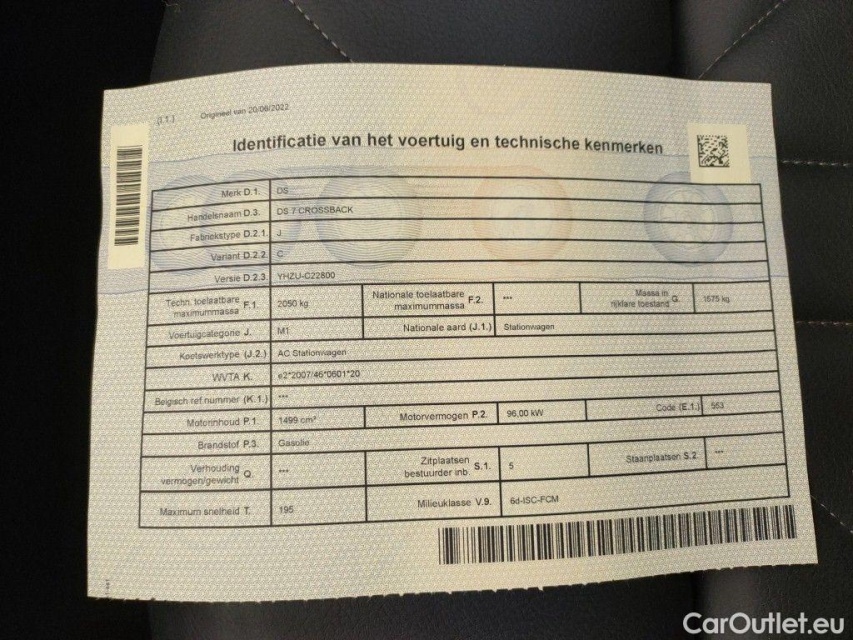 (I.1.) Origineel van 20/06/2022
Identificatie van het voertuig en technische kenmerken
Merk D.1. DS
Handelsnaam D.3. DS 7 CROSSBACK
Fabriekstype D.2.1. J
Variant D.2.2. C
Versie D.2.3. YHZU-C22800
Techn. toelaatbare maximummassa F.1. 2050 kg Nationale toelaatbare maximummassa F.2. *** Massa in rijklare toestand G. 1575 kg
Voertuigcategorie J. M1 Nationale aard (J.1.) Stationwagen
Koetswerktype (J.2.) AC Stationwagen
WVTA K. e2*2007/46*0601*20
Belgisch ref.nummer (K.1.) ***
Motorinhoud P.1. 1499 cm³ Motorvermogen P.2. 96,00 kW Code (E.1.) 563
Brandstof P.3. Gasolie
Verhouding vermogen/gewicht Q. *** Zitplaatsen bestuurder inb. S.1. 5 Staanplaatsen S.2. ***
Maximum snelheid T. 195 Milieuklasse V.9. 6d-ISC-FCM
CarOutlet.eu